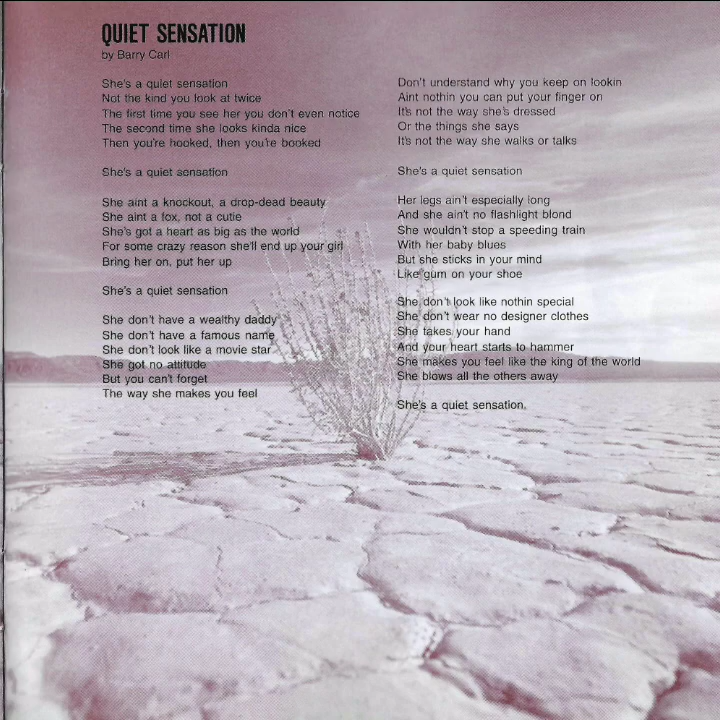 QUIET SENSATION
by Barry Carl
She's a quiet sensation
Not the kind you look at twice
The first time you see her you don't even notice
The second time she looks kinda nice
Then you're hooked, then you're booked
She's a quiet sensation
She aint a knockout, a drop-dead beauty
She aint a fox, not a cutie
She's got a heart as big as the world
For some crazy reason she'll end up your girl
Bring her on, put her up
She's a quiet sensation
She don't have a wealthy daddy
She don't have a famous name
She don't look like a movie star
She got no attitude
But you can't forget
The way she makes you feel
Don't understand why you keep on lookin
Aint nothin you can put your finger on
It's not the way she's dressed
Or the things she says
It's not the way she walks or talks
She's a quiet sensation
Her legs ain't especially long
And she ain't no flashlight blond
She wouldn't stop a speeding train
With her baby blues
But she sticks in your mind
Like gum on your shoe
She don't look like nothin special
She don't wear no designer clothes
She takes your hand
And your heart starts to hammer
She makes you feel like the king of the world
She blows all the others away
She's a quiet sensation.